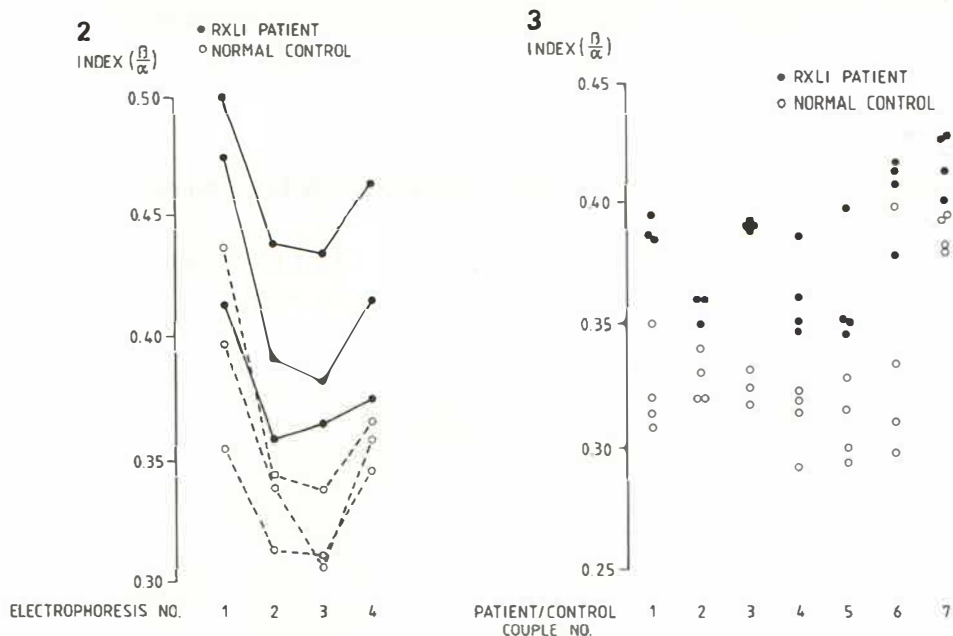 2
● RXLI PATIENT
○ NORMAL CONTROL
INDEX (β/α)
0.50
0.45
0.40
0.35
0.30
ELECTROPHORESIS NO. 1 2 3 4
3
INDEX (β/α)
● RXLI PATIENT
○ NORMAL CONTROL
0.45
0.40
0.35
0.30
0.25
PATIENT/CONTROL 1 2 3 4 5 6 7
COUPLE NO.